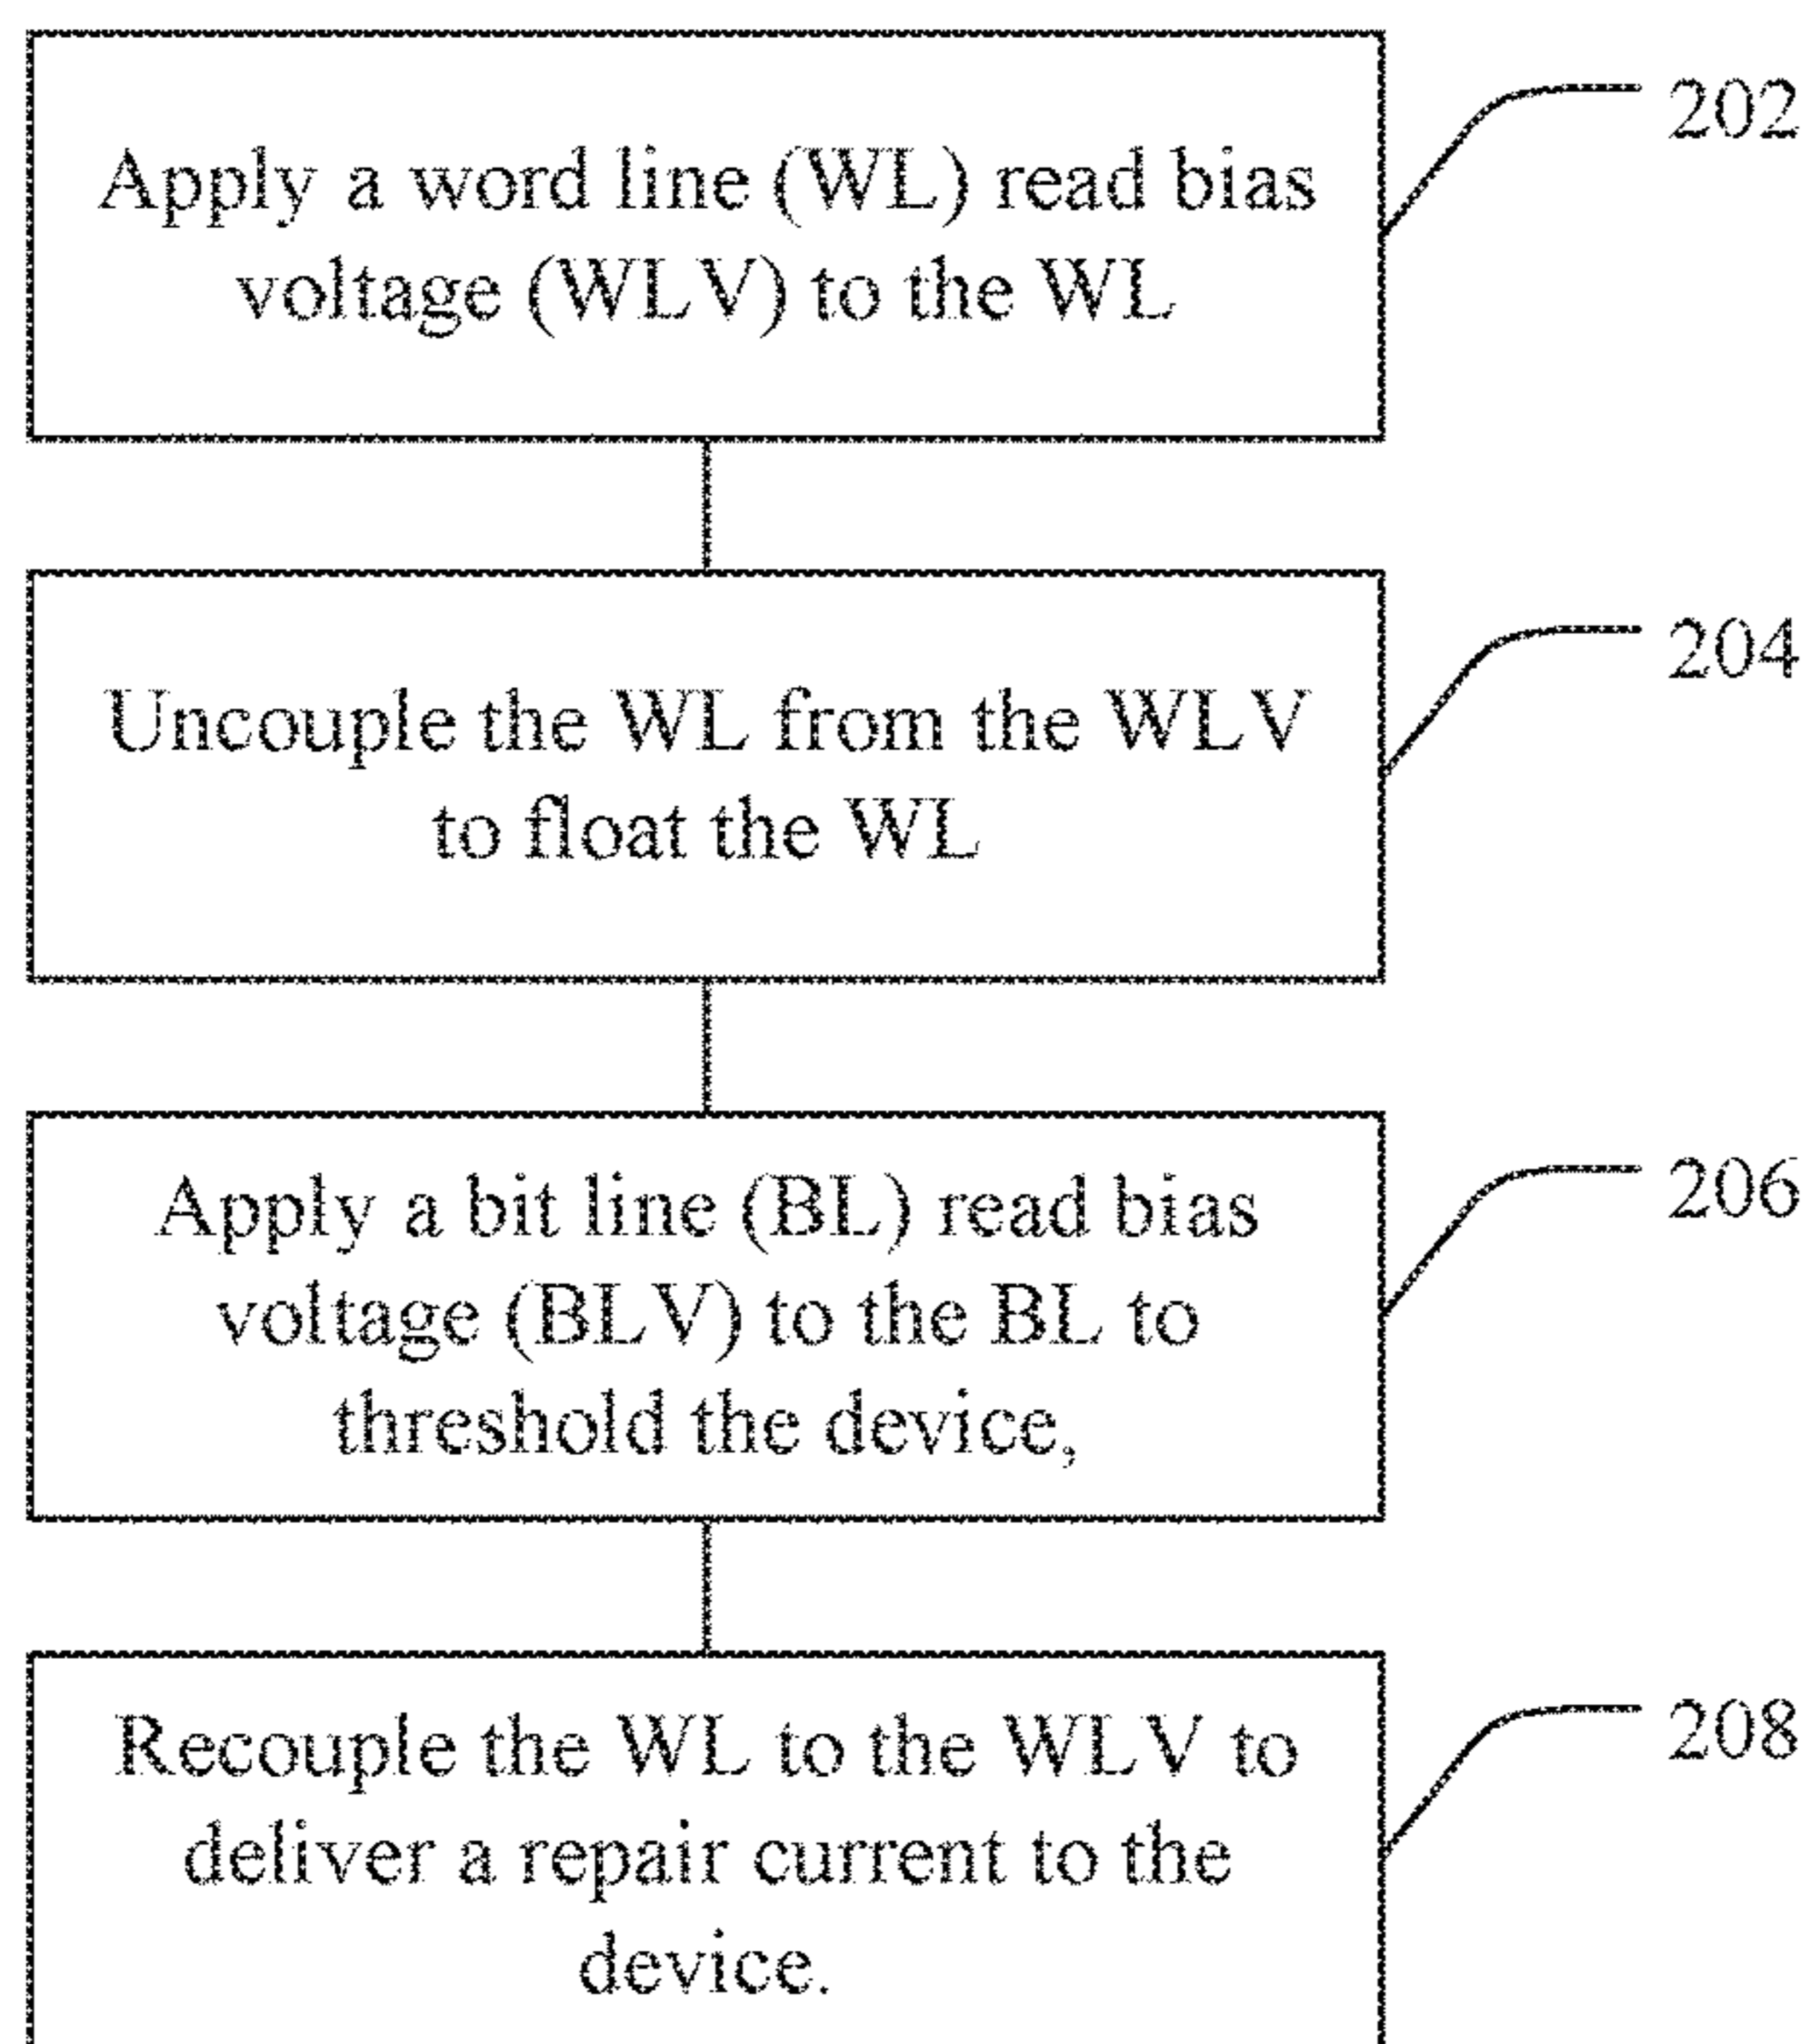 Apply a word line (WL) read bias
voltage (WLV) to the WL
202
Uncouple the WL from the WLV
to float the WL
204
Apply a bit line (BL) read bias
voltage (BLV) to the BL to
threshold the device,
206
Recouple the WL to the WLV to
deliver a repair current to the
device.
208